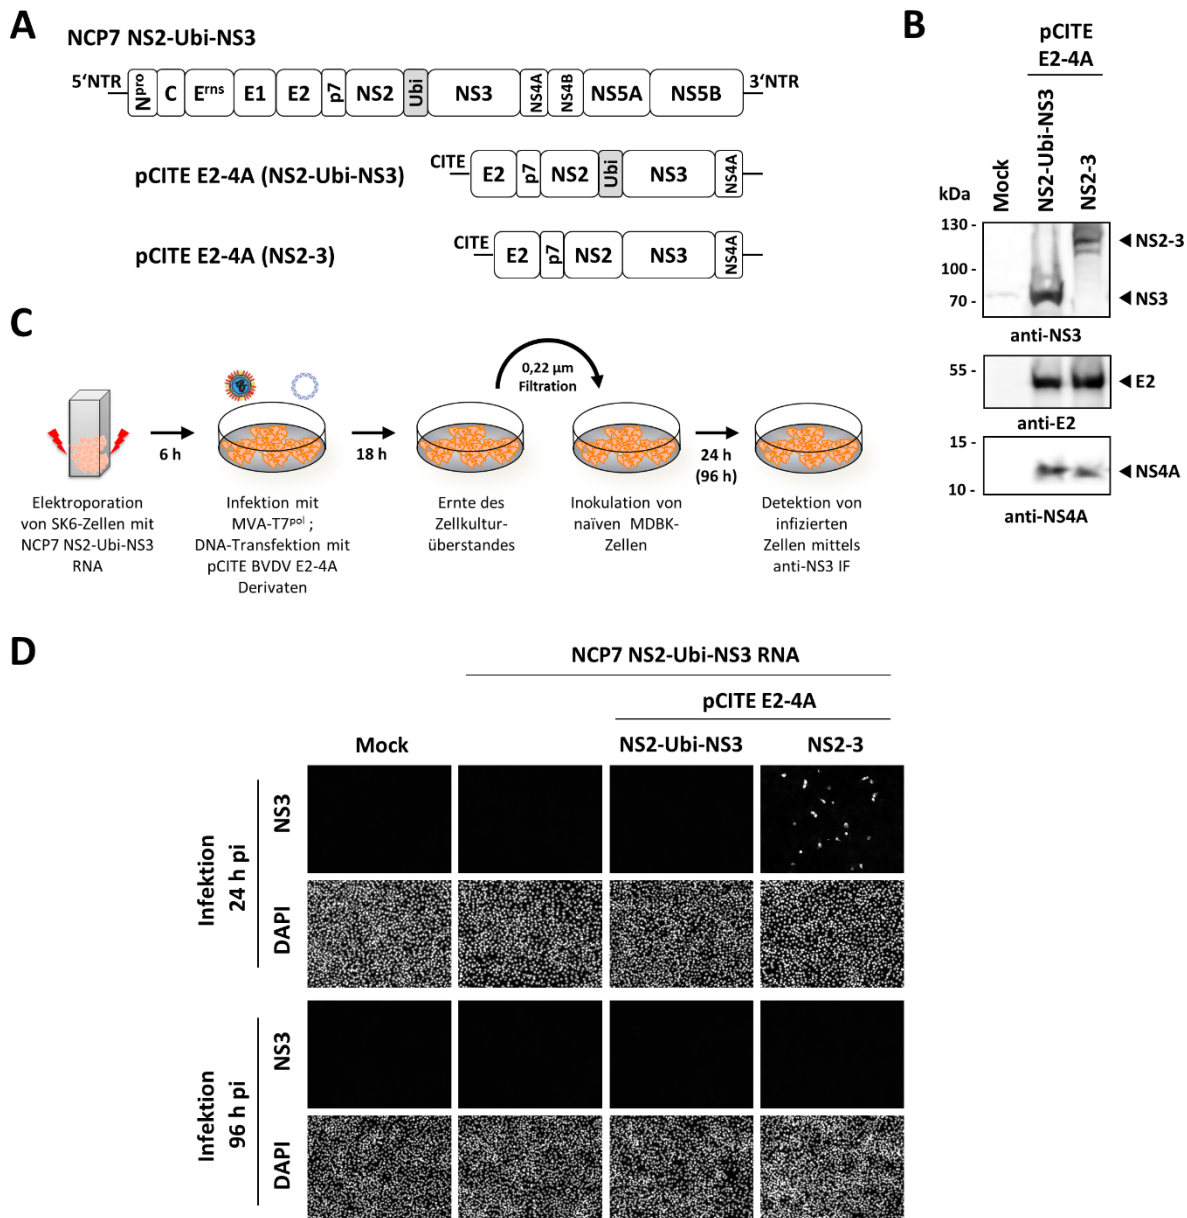 A
NCP7 NS2-Ubi-NS3
5'NTR Npro C Erns E1 E2 p7 NS2 Ubi NS3 NS4A NS4B NS5A NS5B 3'NTR
pCITE E2-4A (NS2-Ubi-NS3)
CITE E2 p7 NS2 Ubi NS3 NS4A
pCITE E2-4A (NS2-3)
CITE E2 p7 NS2 NS3 NS4A
B
pCITE
E2-4A
kDa
Mock
NS2-Ubi-NS3
NS2-3
130 -
100 -
70 -
◄NS2-3
◄NS3
anti-NS3
55 -
◄E2
anti-E2
15 -
10 -
◄NS4A
anti-NS4A
C
6 h
18 h
0,22 µm
Filtration
24 h
(96 h)
Elektroporation
von SK6-Zellen mit
NCP7 NS2-Ubi-NS3
RNA
Infektion mit
MVA-T7pol ;
DNA-Transfektion mit
pCITE BVDV E2-4A
Derivaten
Ernte des
Zellkultur-
überstandes
Inokulation von
naïven MDBK-
Zellen
Detektion von
infizierten
Zellen mittels
anti-NS3 IF
D
NCP7 NS2-Ubi-NS3 RNA
pCITE E2-4A
Mock
NS2-Ubi-NS3
NS2-3
Infektion
24 h pi
NS3
DAPI
Infektion
96 h pi
NS3
DAPI